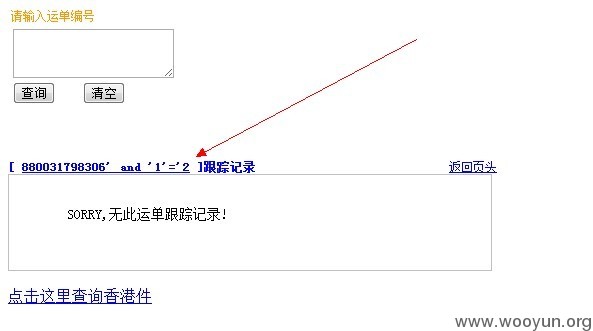 请输入运单编号
查询 清空
[ 880031798306' and '1'='2 ]跟踪记录 返回页头
SORRY,无此运单跟踪记录!
点击这里查询香港件
www.wooyun.org